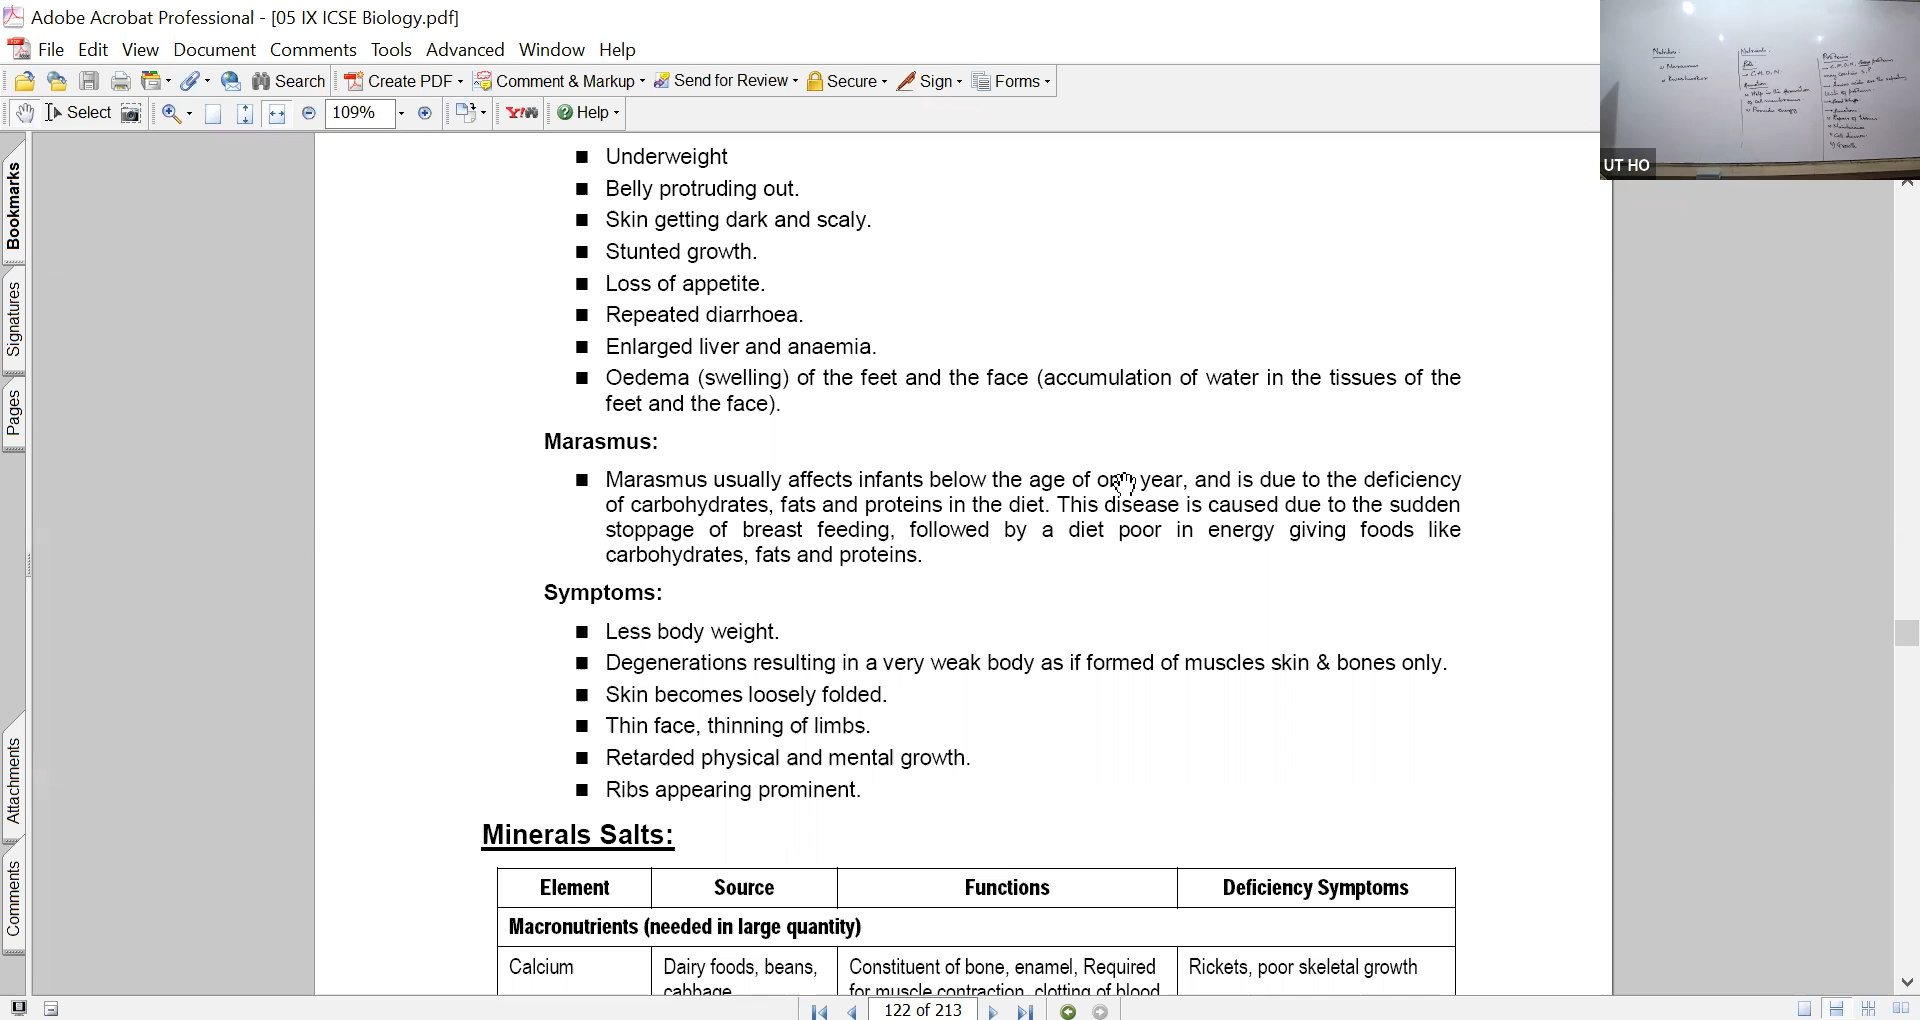 Adobe Acrobat Professional - [05 IX ICSE Biology.pdf]
File Edit View Document Comments Tools Advanced Window Help
Search Create PDF Comment & Markup Send for Review Secure Sign Forms
Select 109% Y! Help
Bookmarks
Signatures
Pages
Attachments
Comments
■ Underweight
■ Belly protruding out.
■ Skin getting dark and scaly.
■ Stunted growth.
■ Loss of appetite.
■ Repeated diarrhoea.
■ Enlarged liver and anaemia.
■ Oedema (swelling) of the feet and the face (accumulation of water in the tissues of the
feet and the face).
Marasmus:
■ Marasmus usually affects infants below the age of one year, and is due to the deficiency
of carbohydrates, fats and proteins in the diet. This disease is caused due to the sudden
stoppage of breast feeding, followed by a diet poor in energy giving foods like
carbohydrates, fats and proteins.
Symptoms:
■ Less body weight.
■ Degenerations resulting in a very weak body as if formed of muscles skin & bones only.
■ Skin becomes loosely folded.
■ Thin face, thinning of limbs.
■ Retarded physical and mental growth.
■ Ribs appearing prominent.
Minerals Salts:
Element Source Functions Deficiency Symptoms
Macronutrients (needed in large quantity)
Calcium Dairy foods, beans, Constituent of bone, enamel, Required Rickets, poor skeletal growth
cabbage for muscle contraction, clotting of blood
122 of 213
UT HO